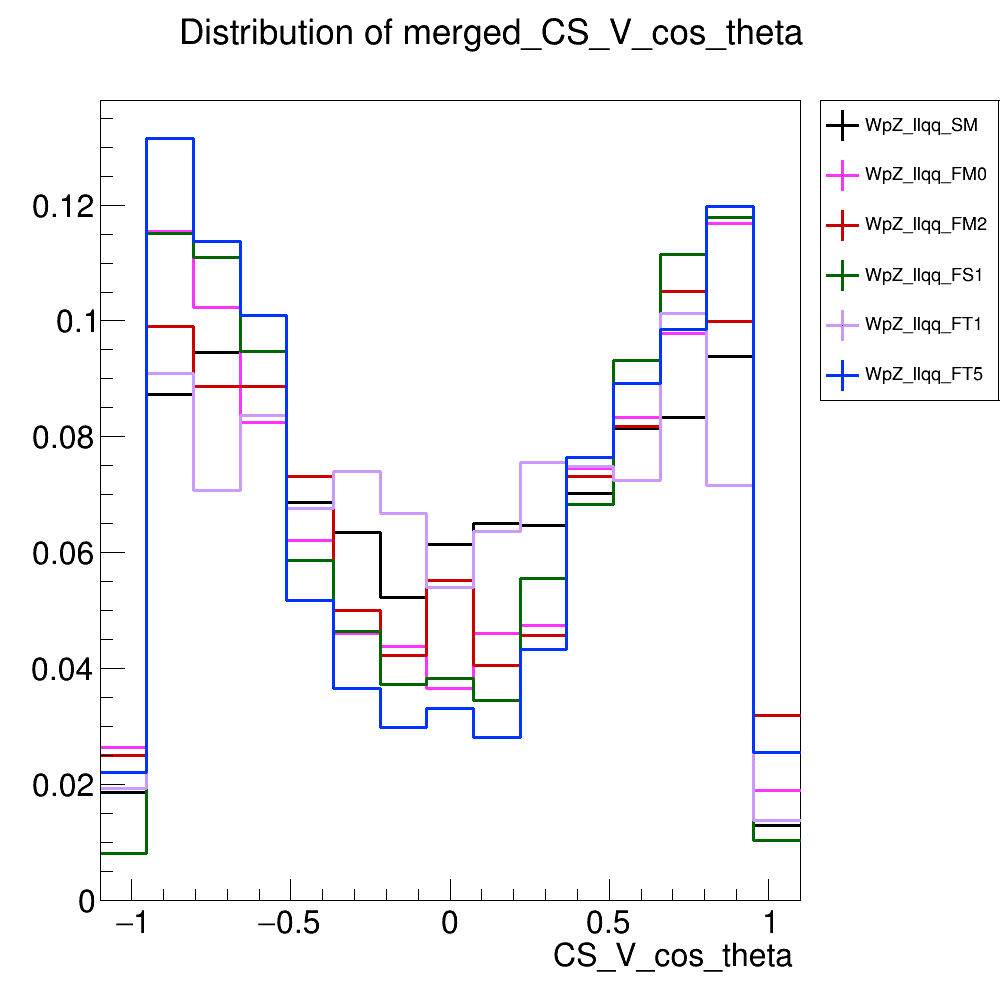 Distribution of merged_CS_V_cos_theta
WpZ_llqq_SM
WpZ_llqq_FM0
WpZ_llqq_FM2
WpZ_llqq_FS1
WpZ_llqq_FT1
WpZ_llqq_FT5
0.12
0.1
0.08
0.06
0.04
0.02
0
−1 −0.5 0 0.5 1
CS_V_cos_theta